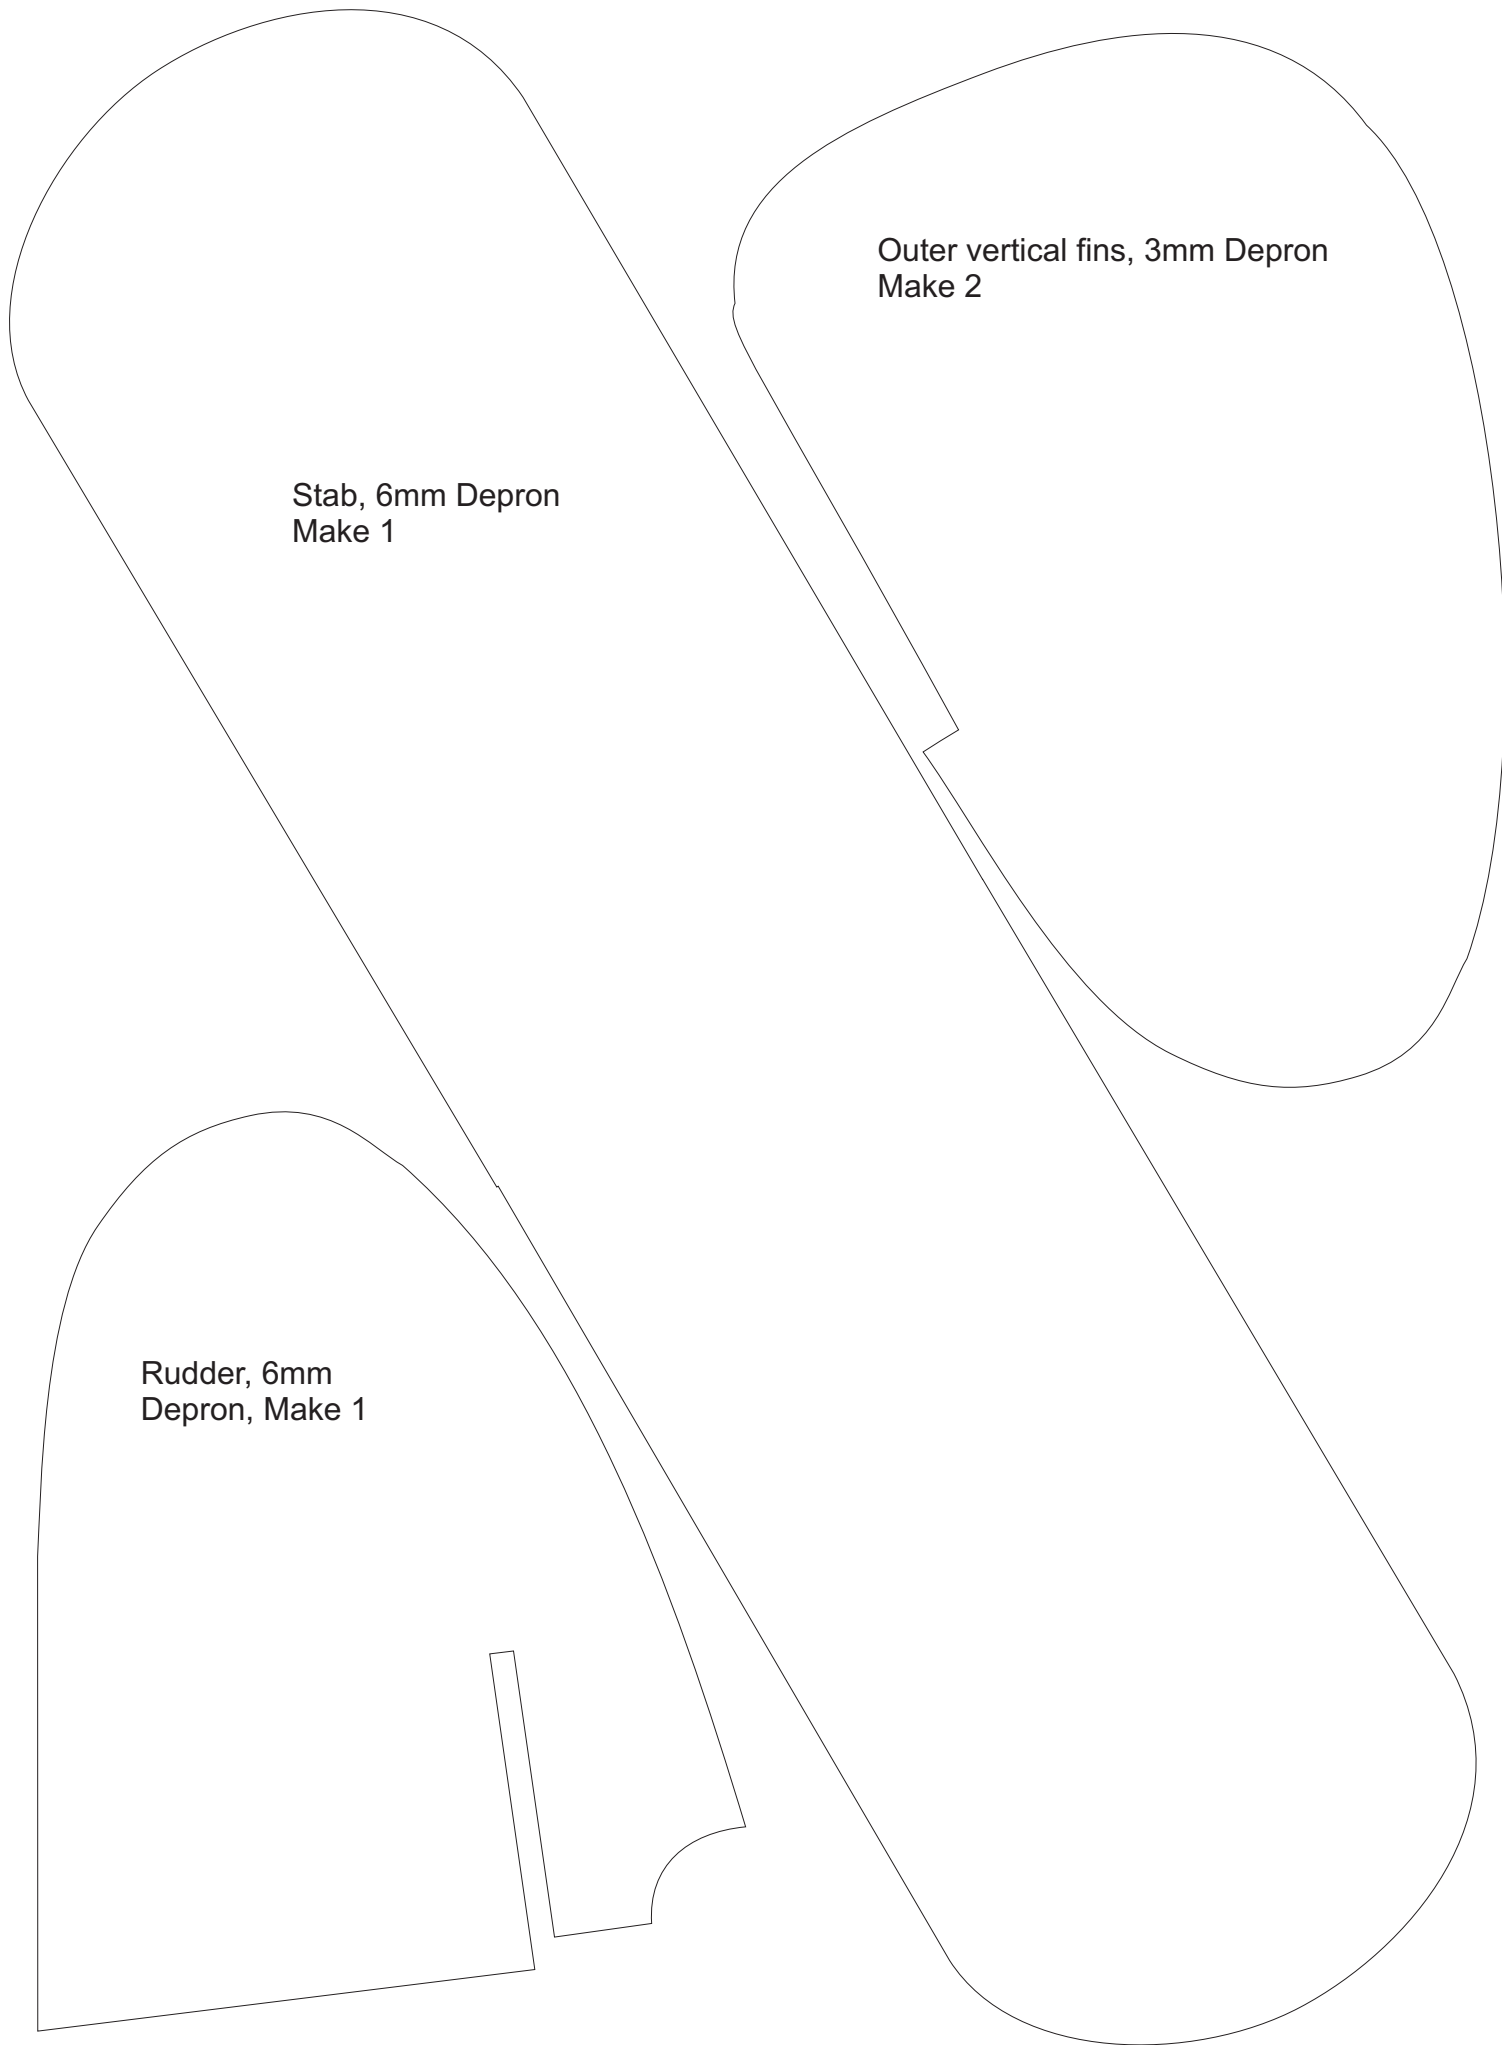 Outer vertical fins, 3mm Depron
Make 2
Stab, 6mm Depron
Make 1
Rudder, 6mm
Depron, Make 1